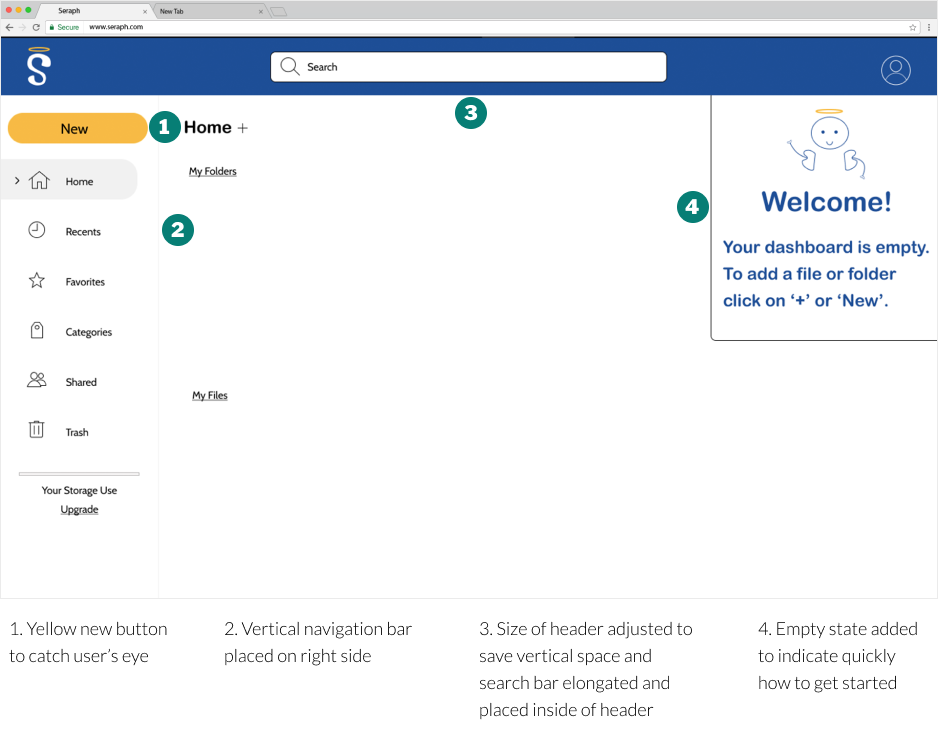 Seraph
New Tab
Secure www.seraph.com
S
Search
New
1
Home +
3
My Folders
Home
2
Recents
Favorites
Categories
Shared
Trash
Your Storage Use
Upgrade
My Files
4
Welcome!
Your dashboard is empty.
To add a file or folder
click on ‘+’ or ‘New’.
1. Yellow new button
to catch user’s eye
2. Vertical navigation bar
placed on right side
3. Size of header adjusted to
save vertical space and
search bar elongated and
placed inside of header
4. Empty state added
to indicate quickly
how to get started